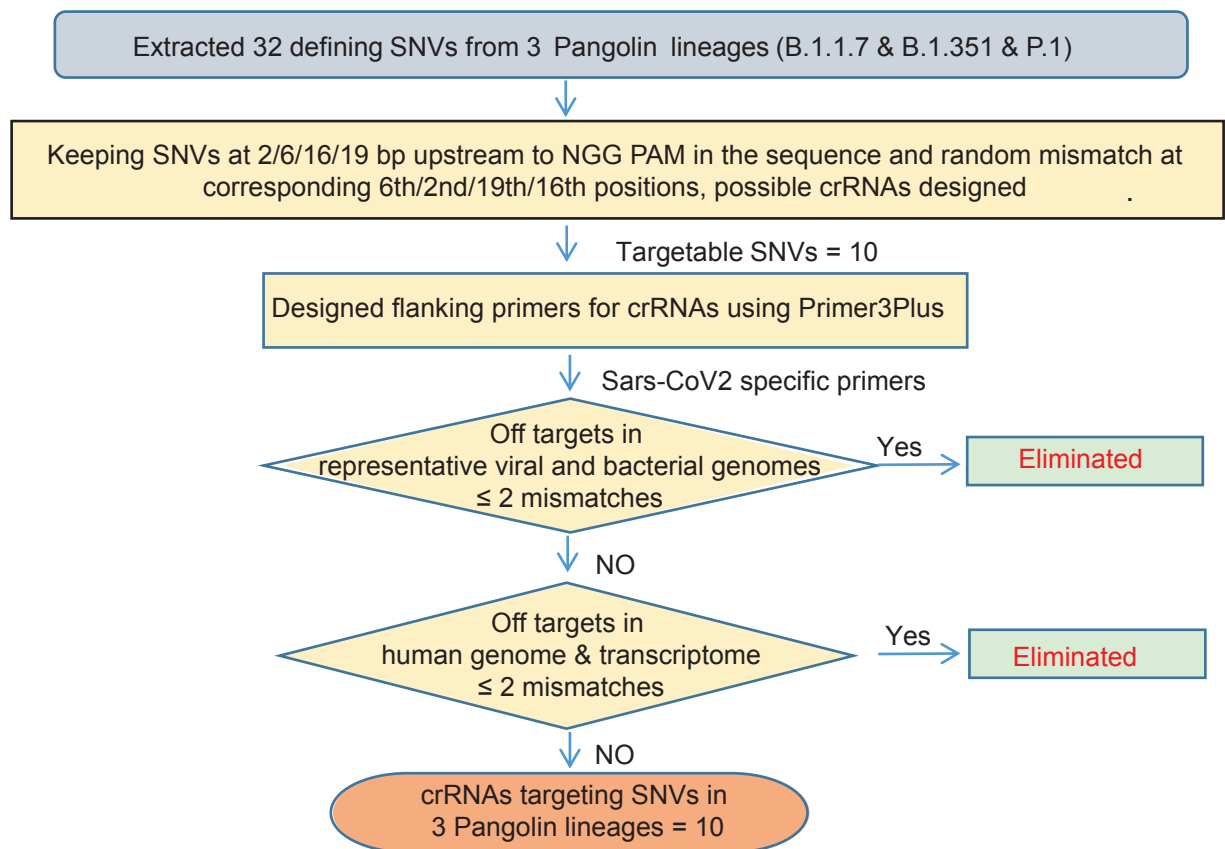 Extracted 32 defining SNVs from 3 Pangolin lineages (B.1.1.7 & B.1.351 & P.1)
Keeping SNVs at 2/6/16/19 bp upstream to NGG PAM in the sequence and random mismatch at
corresponding 6th/2nd/19th/16th positions, possible crRNAs designed .
Targetable SNVs = 10
Designed flanking primers for crRNAs using Primer3Plus
Sars-CoV2 specific primers
Off targets in
representative viral and bacterial genomes
≤ 2 mismatches
Yes
Eliminated
NO
Off targets in
human genome & transcriptome
≤ 2 mismatches
Yes
Eliminated
NO
crRNAs targeting SNVs in
3 Pangolin lineages = 10